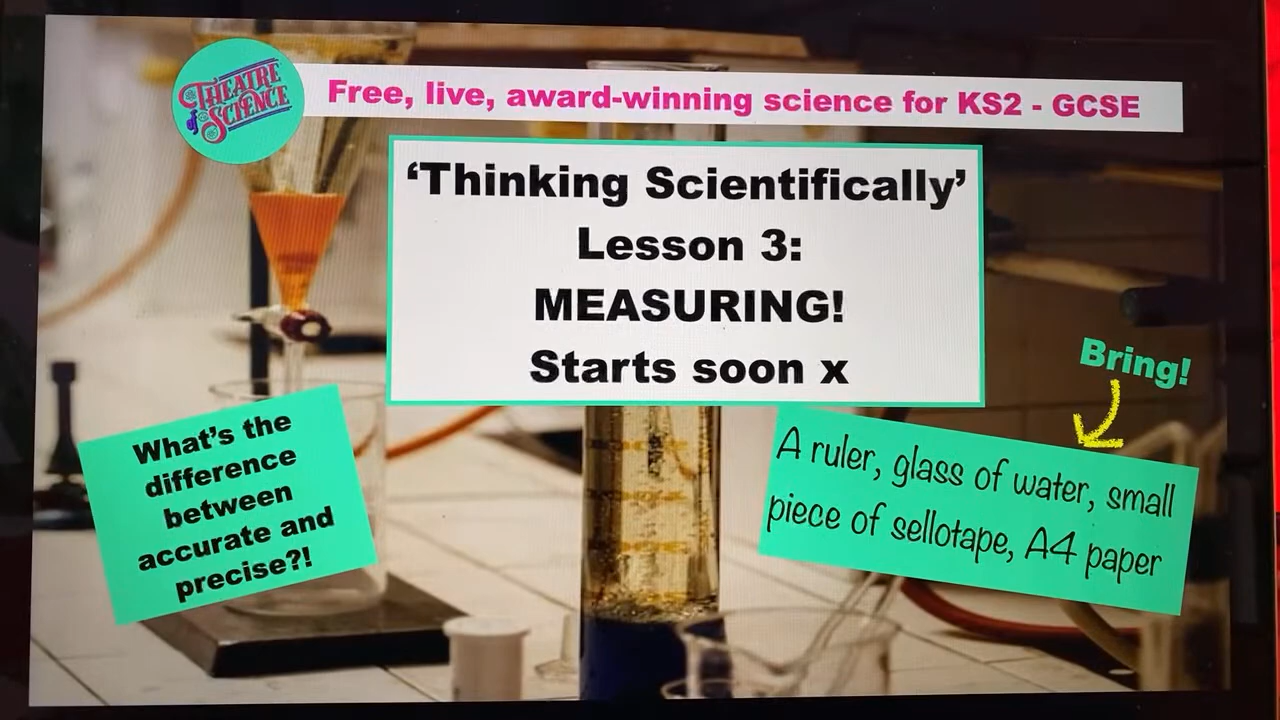 THEATRE
of SCIENCE
Free, live, award-winning science for KS2 - GCSE
‘Thinking Scientifically’
Lesson 3:
MEASURING!
Starts soon x
What's the
difference
between
accurate and
precise?!
Bring!
A ruler, glass of water, small
piece of sellotape, A4 paper